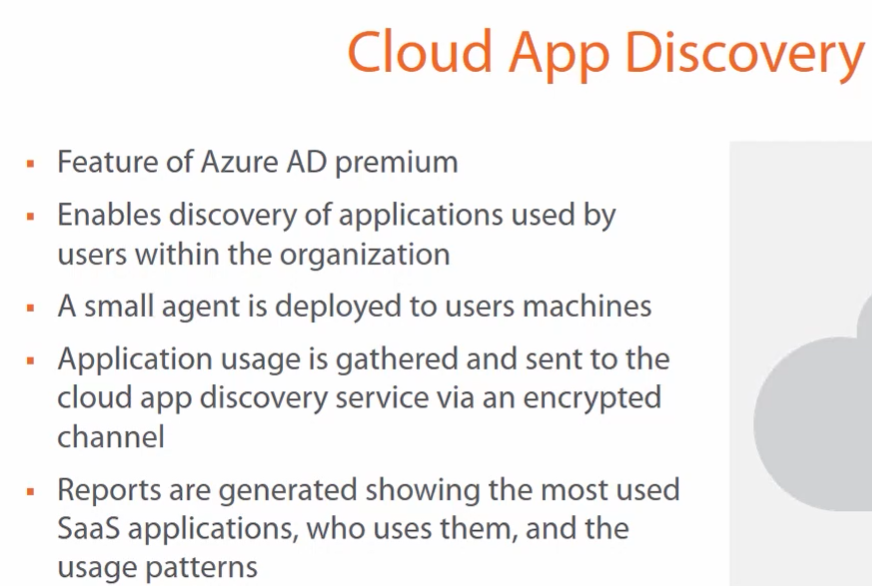 Cloud App Discovery
▪ Feature of Azure AD premium
▪ Enables discovery of applications used by
users within the organization
▪ A small agent is deployed to users machines
▪ Application usage is gathered and sent to the
cloud app discovery service via an encrypted
channel
▪ Reports are generated showing the most used
SaaS applications, who uses them, and the
usage patterns